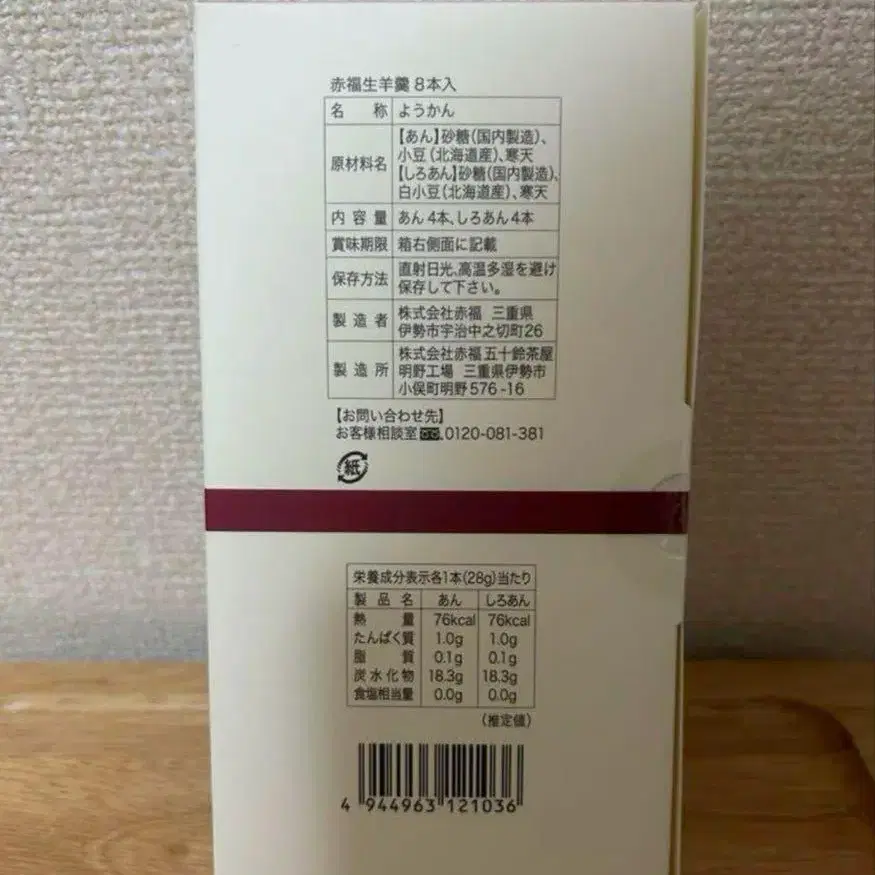 赤福生羊羹 8本入
名称 ようかん
原材料名 【あん】砂糖(国内製造)、
小豆(北海道産)、寒天
【しろあん】砂糖(国内製造)、
白小豆(北海道産)、寒天
内容量 あん4本、しろあん4本
賞味期限 箱右側面に記載
保存方法 直射日光、高温多湿を避け
保存して下さい。
製造者 株式会社赤福 三重県
伊勢市宇治中之切町26
製造所 株式会社赤福 五十鈴茶屋
明野工場 三重県伊勢市
小俣町明野576-16
【お問い合わせ先】
お客様相談室 0120-081-381
紙
栄養成分表示各1本(28g)当たり
製品名 あん しろあん
熱量 76kcal 76kcal
たんぱく質 1.0g 1.0g
脂質 0.1g 0.1g
炭水化物 18.3g 18.3g
食塩相当量 0.0g 0.0g
(推定値)
4 944963 121036